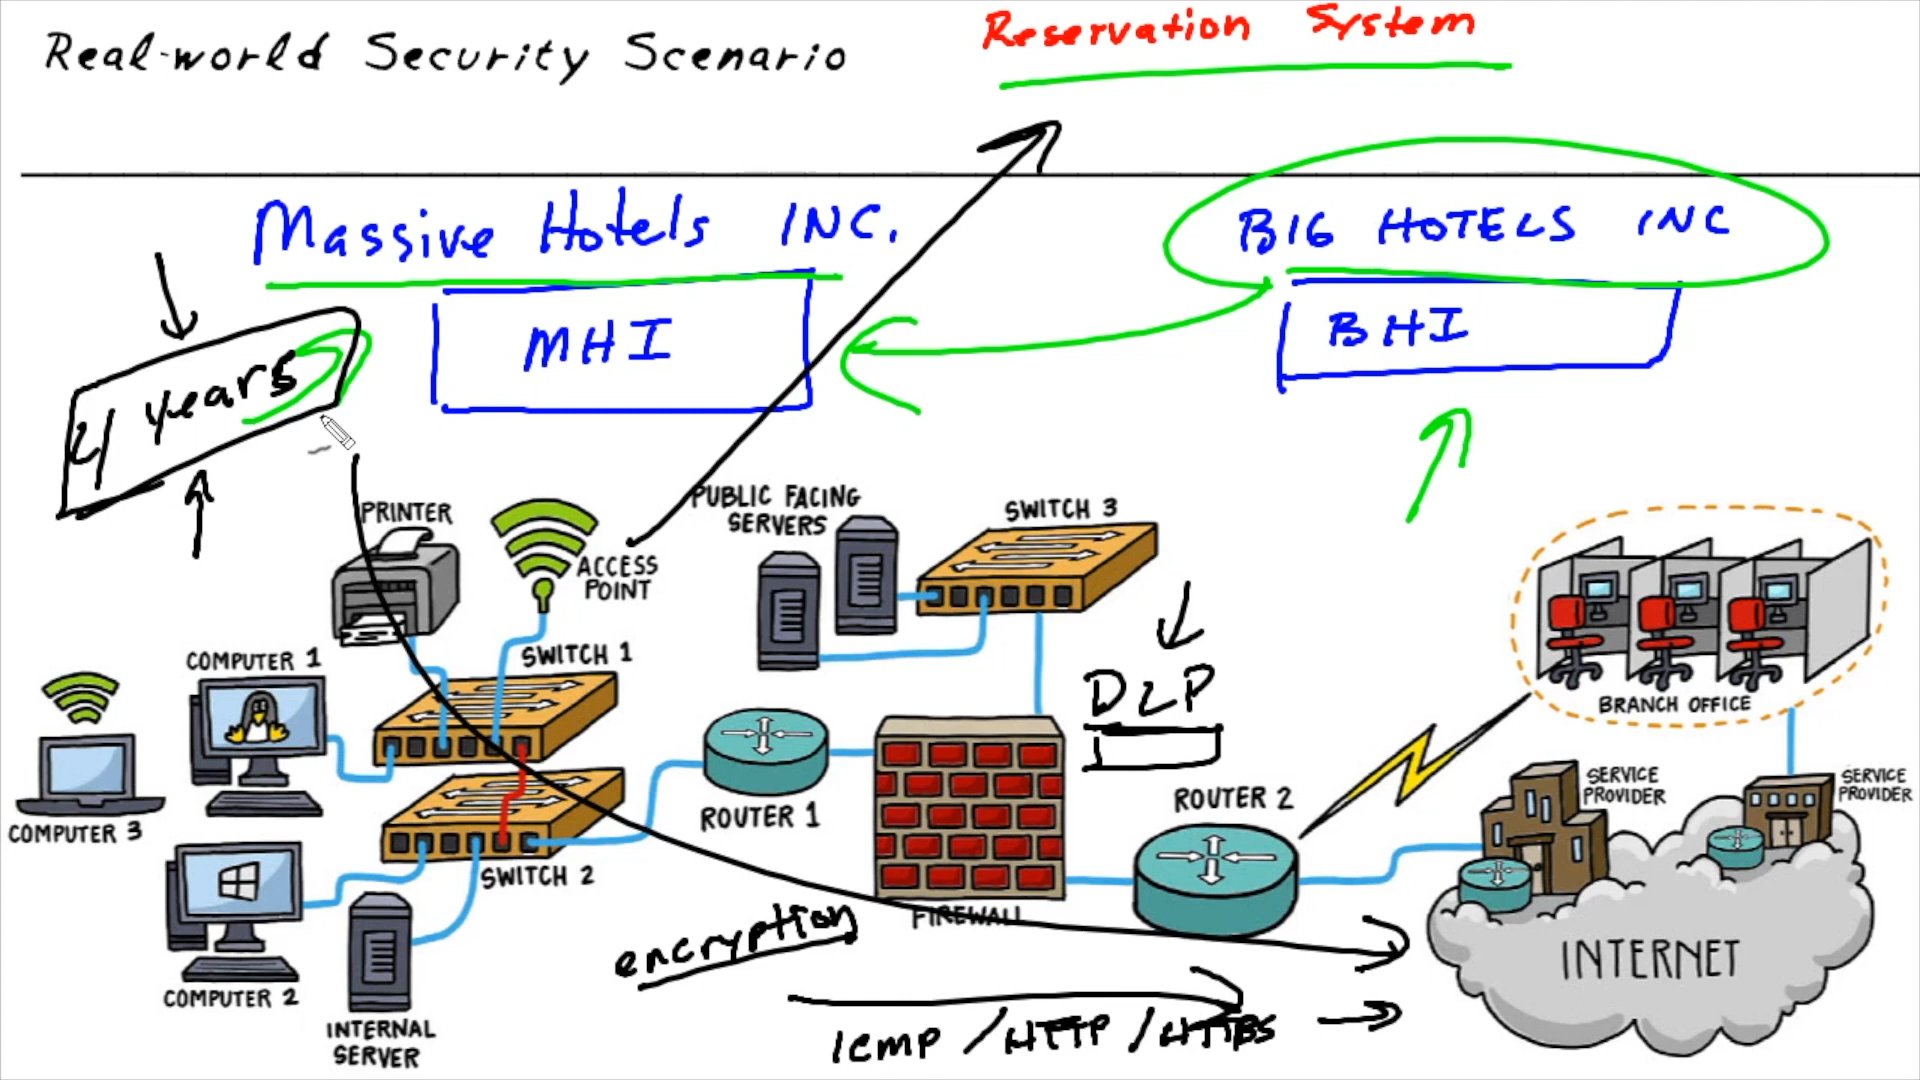 Reservation System
Real-world Security Scenario
Massive Hotels INC.
BIG HOTELS INC
MHI
BHI
4 years
PRINTER
ACCESS
POINT
PUBLIC FACING
SERVERS
SWITCH 3
COMPUTER 1
SWITCH 1
DLP
BRANCH OFFICE
COMPUTER 3
ROUTER 1
ROUTER 2
SERVICE
PROVIDER
SERVICE
PROVIDER
SWITCH 2
FIREWALL
encryption
INTERNET
COMPUTER 2
INTERNAL
SERVER
ICMP / HTTP / HTTPS